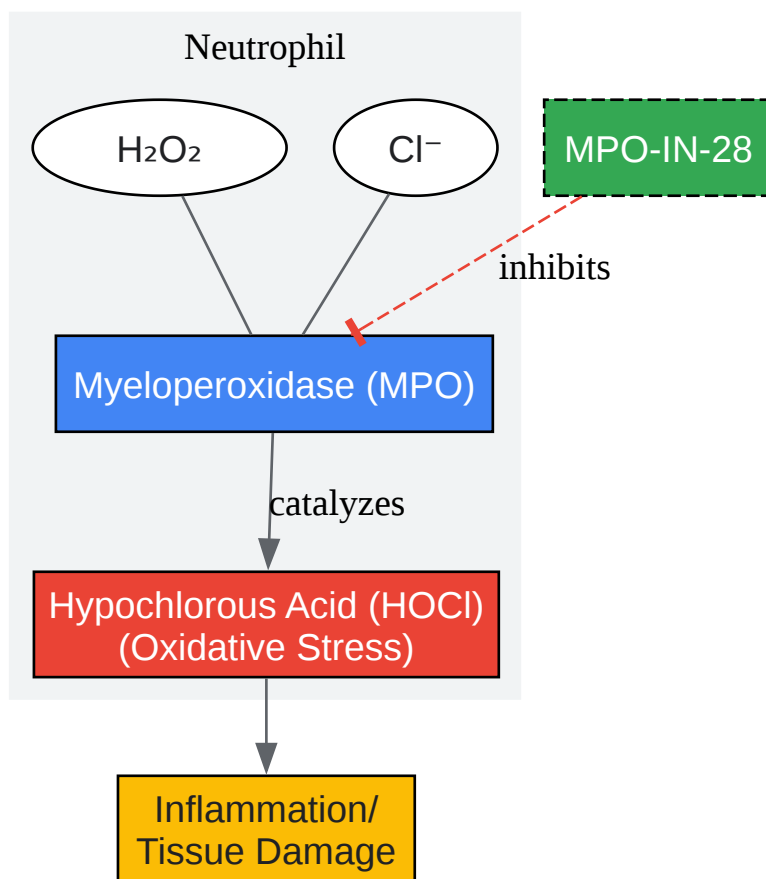 Neutrophil
H₂O₂
Cl⁻
MPO-IN-28
inhibits
Myeloperoxidase (MPO)
catalyzes
Hypochlorous Acid (HOCl)
(Oxidative Stress)
Inflammation/
Tissue Damage